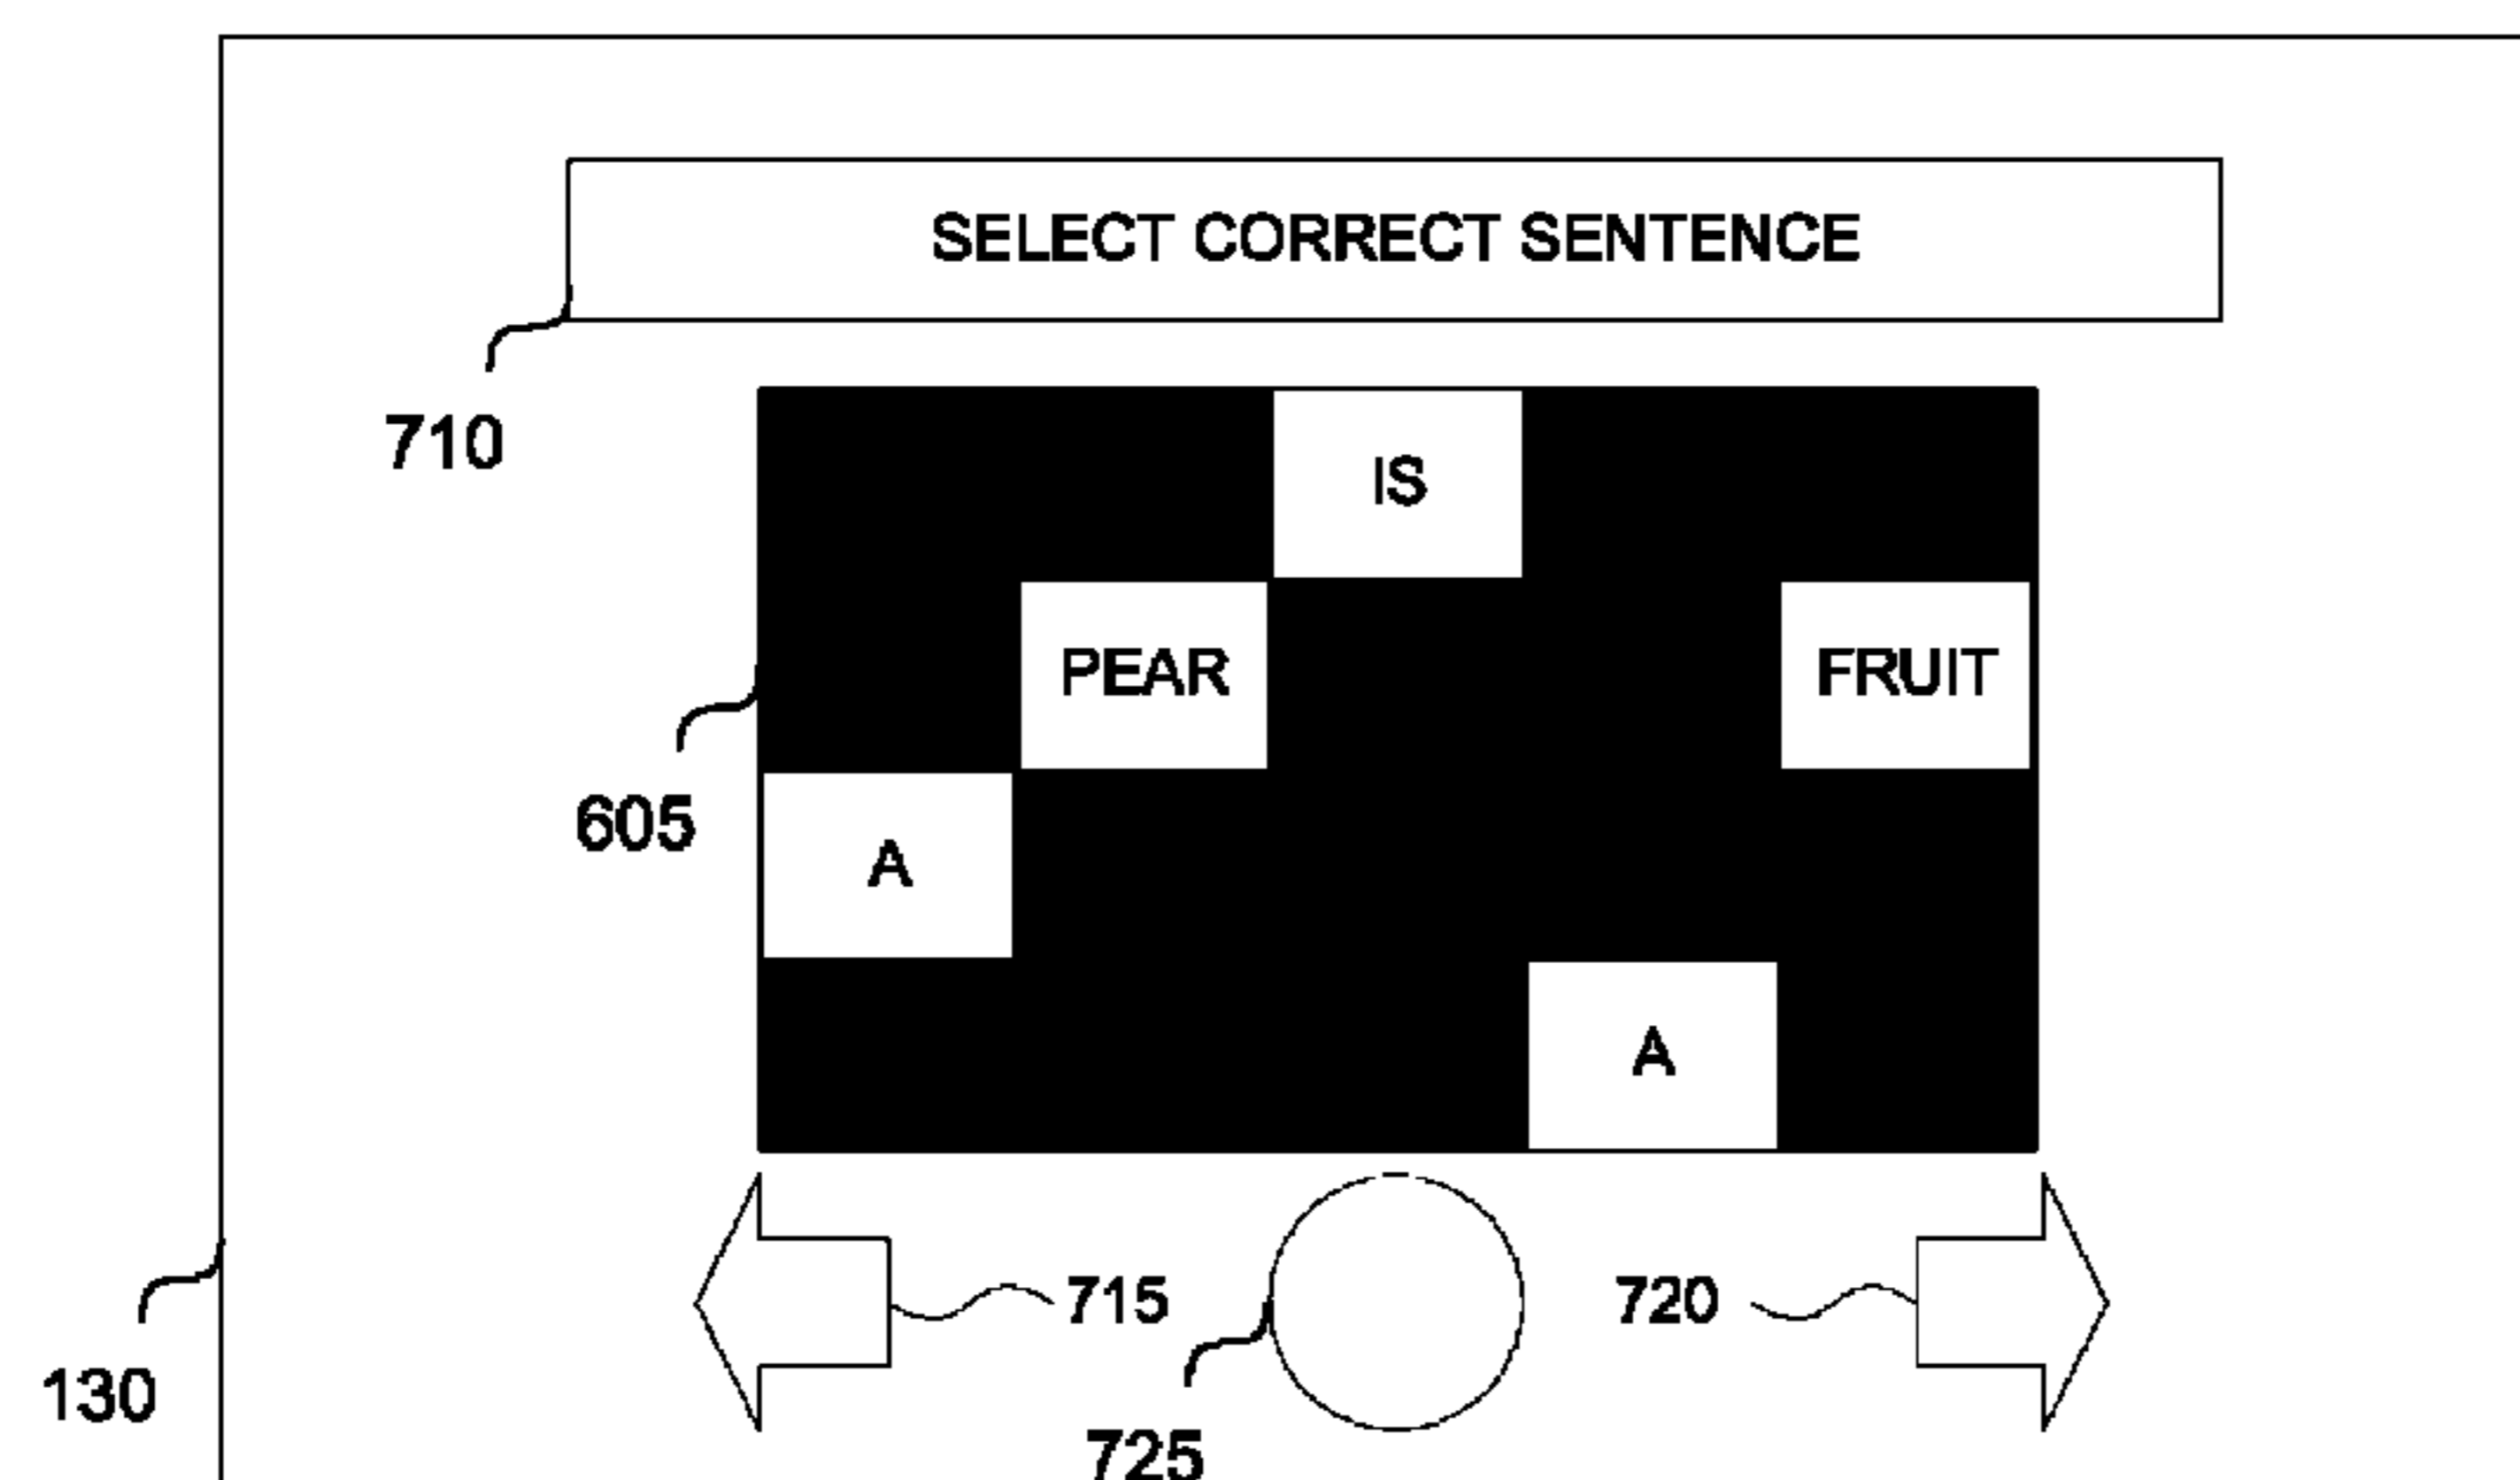 SELECT CORRECT SENTENCE
710
IS
PEAR FRUIT
605
A
A
715 720
130
725